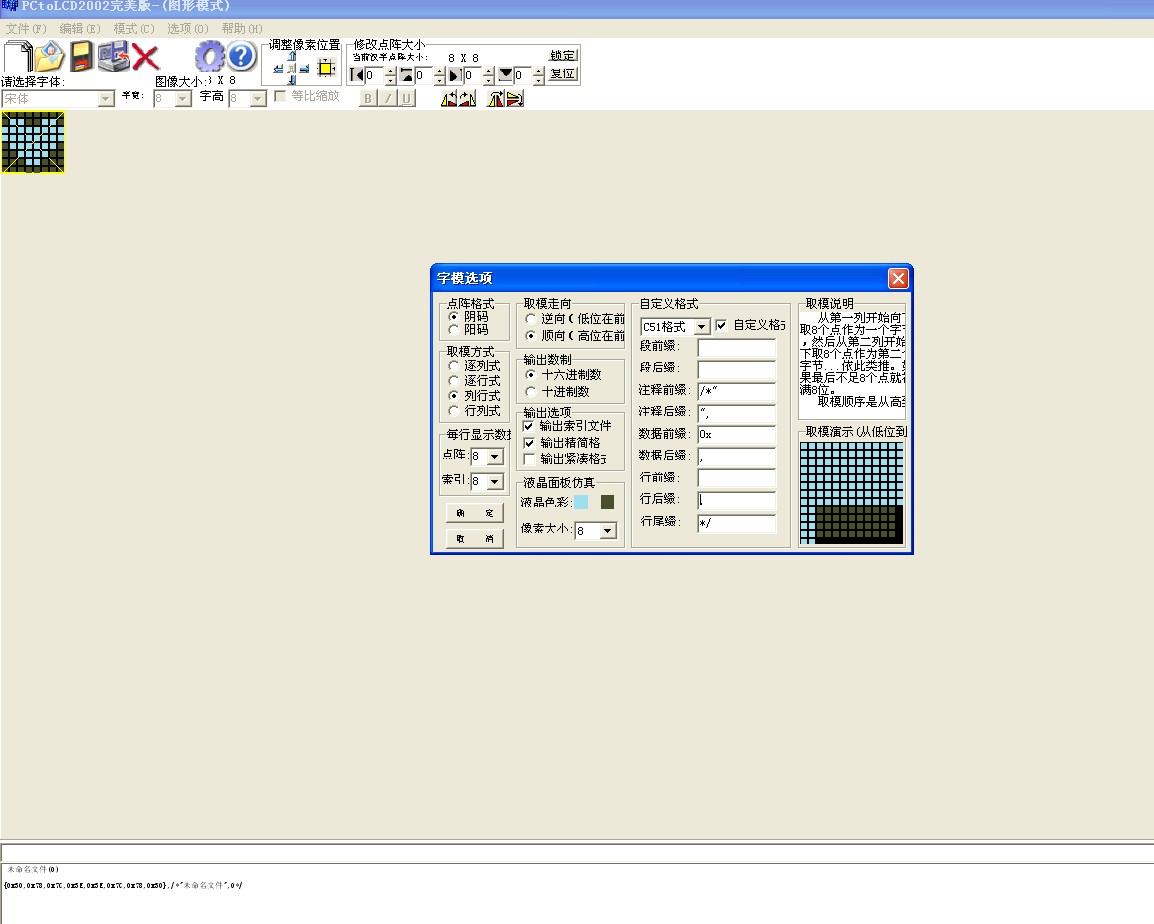 PCtoLCD2002完美版-(图形模式)
文件(F) 编辑(E) 模式(C) 选项(O) 帮助(H)
调整像素位置
修改点阵大小
当前仅半点阵大小: 8 X 8
锁定
0 0 0 0
复位
请选择字体:
图像大小: X 8
宋体
半宽: 8
字高 8
等比缩放
B I U
字模选项
点阵格式
阴码
阳码
取模方式
逐列式
逐行式
列行式
行列式
每行显示数据
点阵: 8
索引: 8
确 定
取 消
取模走向
逆向(低位在前
顺向(高位在前
输出数制
十六进制数
十进制数
输出选项
输出索引文件
输出精简格
输出紧凑格
液晶面板仿真
液晶色彩:
像素大小: 8
自定义格式
C51格式
自定义格
段前缀:
段后缀:
注释前缀: /*"
注释后缀: ",
数据前缀: 0x
数据后缀: ,
行前缀:
行后缀:
行尾缀: */
取模说明
从第一列开始向下
取8个点作为一个字
,然后从第二列开始
下取8个点作为第二
字节...依此类推。如
果最后不足8个点就补
满8位。
取模顺序是从高到
取模演示(从低位到
未命名文件(0)
{0x30,0x78,0x7C,0x3E,0x3E,0x7C,0x78,0x30},/*"未命名文件",0*/